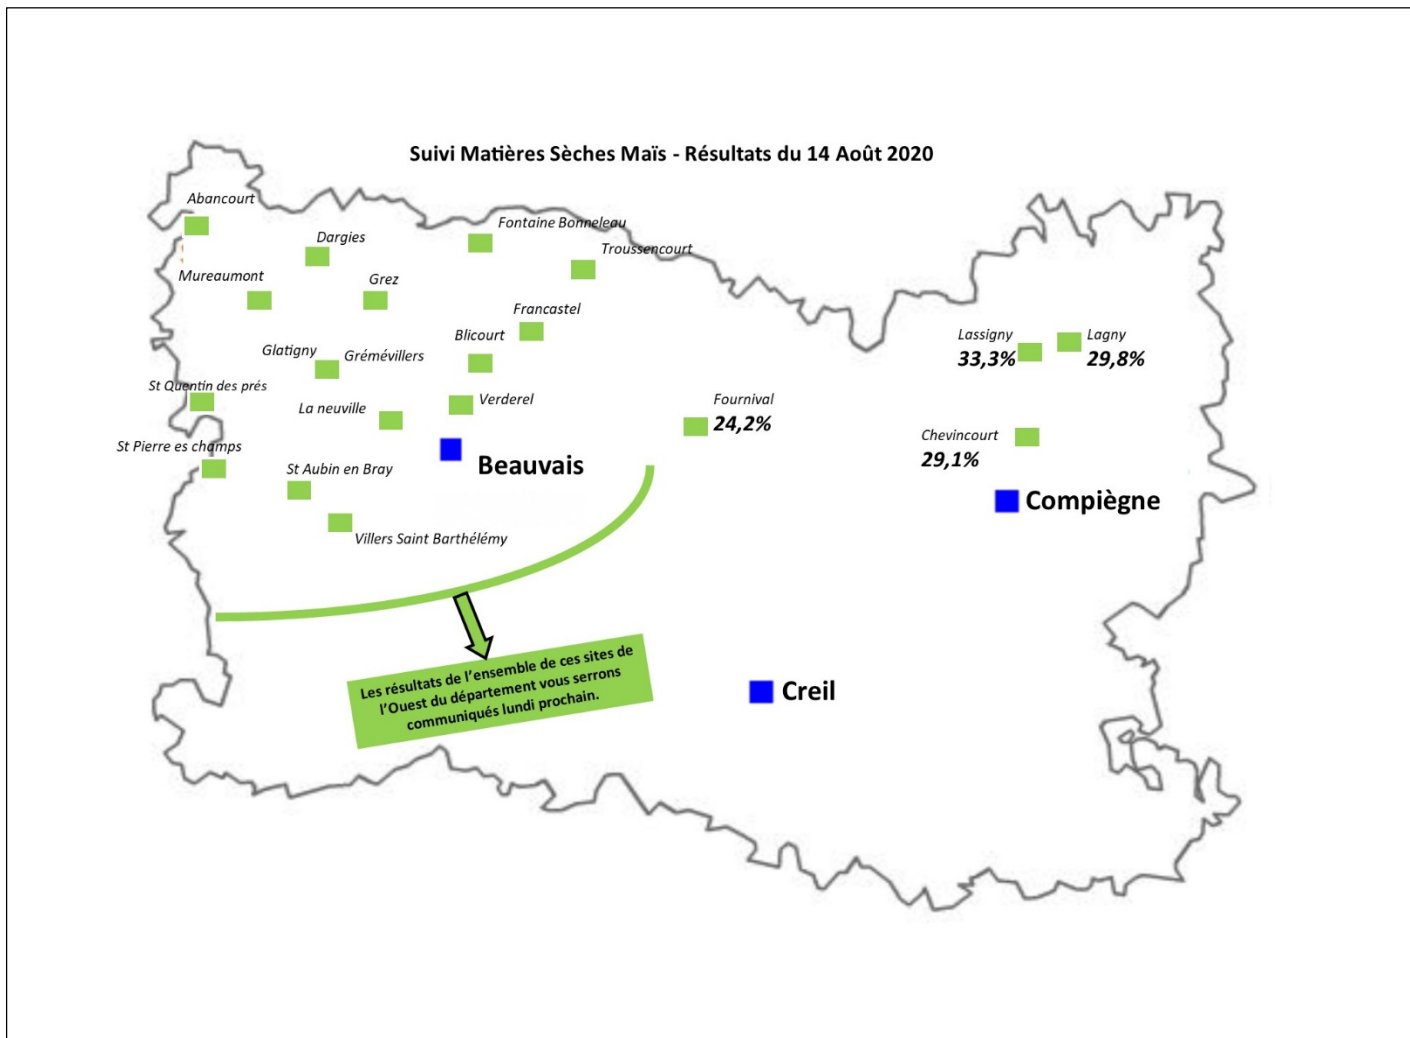 Suivi Matières Sèches Maïs - Résultats du 14 Août 2020
Abancourt
Dargies
Fontaine Bonneleau
Troussencourt
Mureaumont
Grez
Francastel
Blicourt
Glatigny
Grémévillers
Lassigny
33,3%
Lagny
29,8%
St Quentin des prés
La neuville
Verderel
Fournival
24,2%
Chevincourt
29,1%
St Pierre es champs
St Aubin en Bray
Beauvais
Compiègne
Villers Saint Barthélémy
Les résultats de l'ensemble de ces sites de
l'Ouest du département vous serrons
communiqués lundi prochain.
Creil